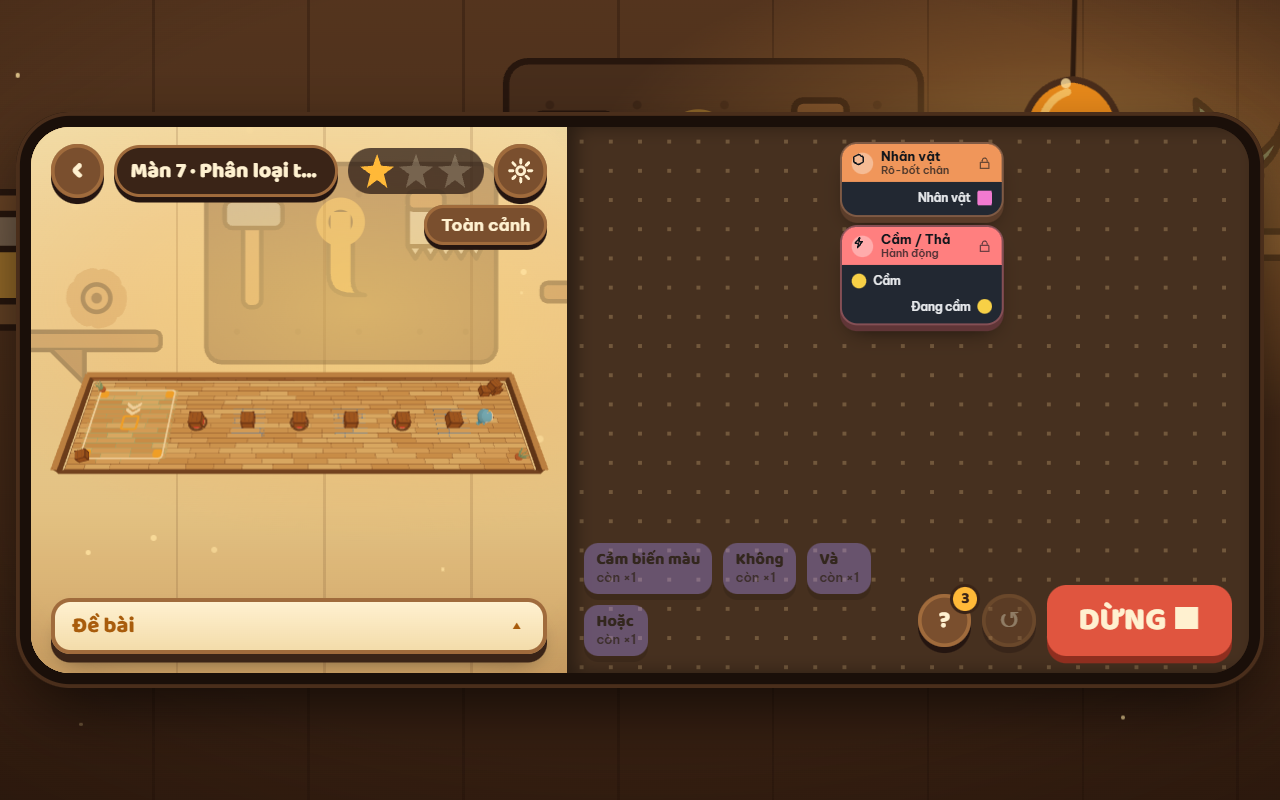 Màn 7 • Phân loại t...
Toàn cảnh
Nhân vật
Rô-bốt chân
Nhân vật
Cầm / Thả
Hành động
Cầm
Đang cầm
Cảm biến màu
còn ×1
Không
còn ×1
Và
còn ×1
Hoặc
còn ×1
Đề bài
?
3
DỪNG